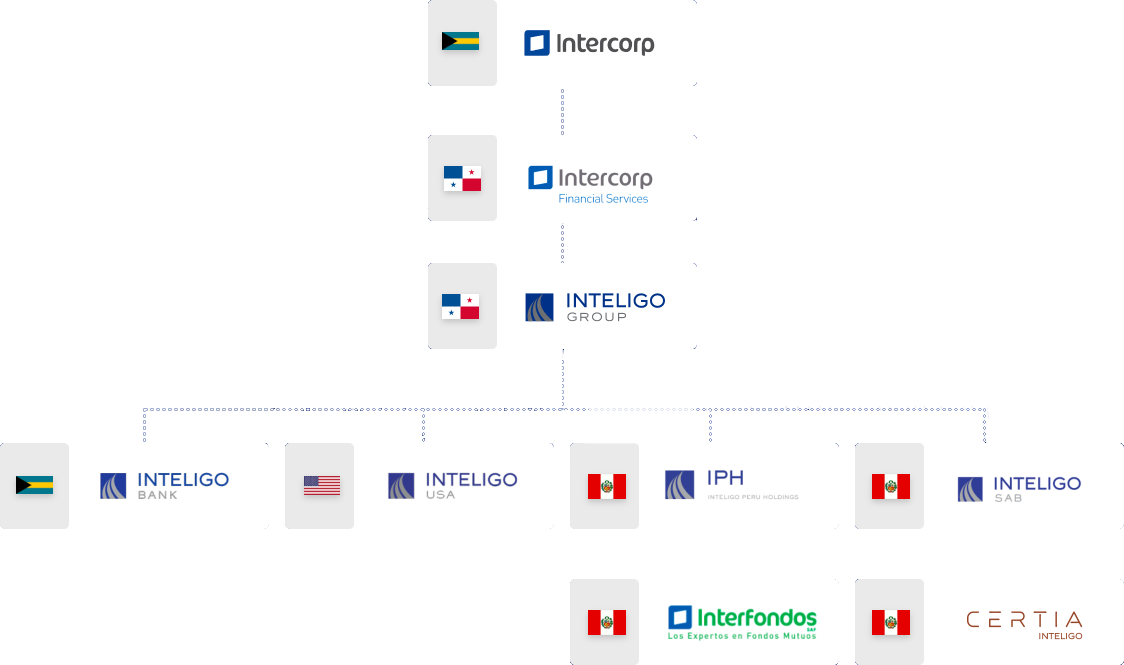 Intercorp
Intercorp
Financial Services
INTELIGO
GROUP
INTELIGO
BANK
INTELIGO
USA
IPH
INTELIGO PERU HOLDINGS
INTELIGO
SAB
Interfondos
SAF
Los Expertos en Fondos Mutuos
CERTIA
INTELIGO